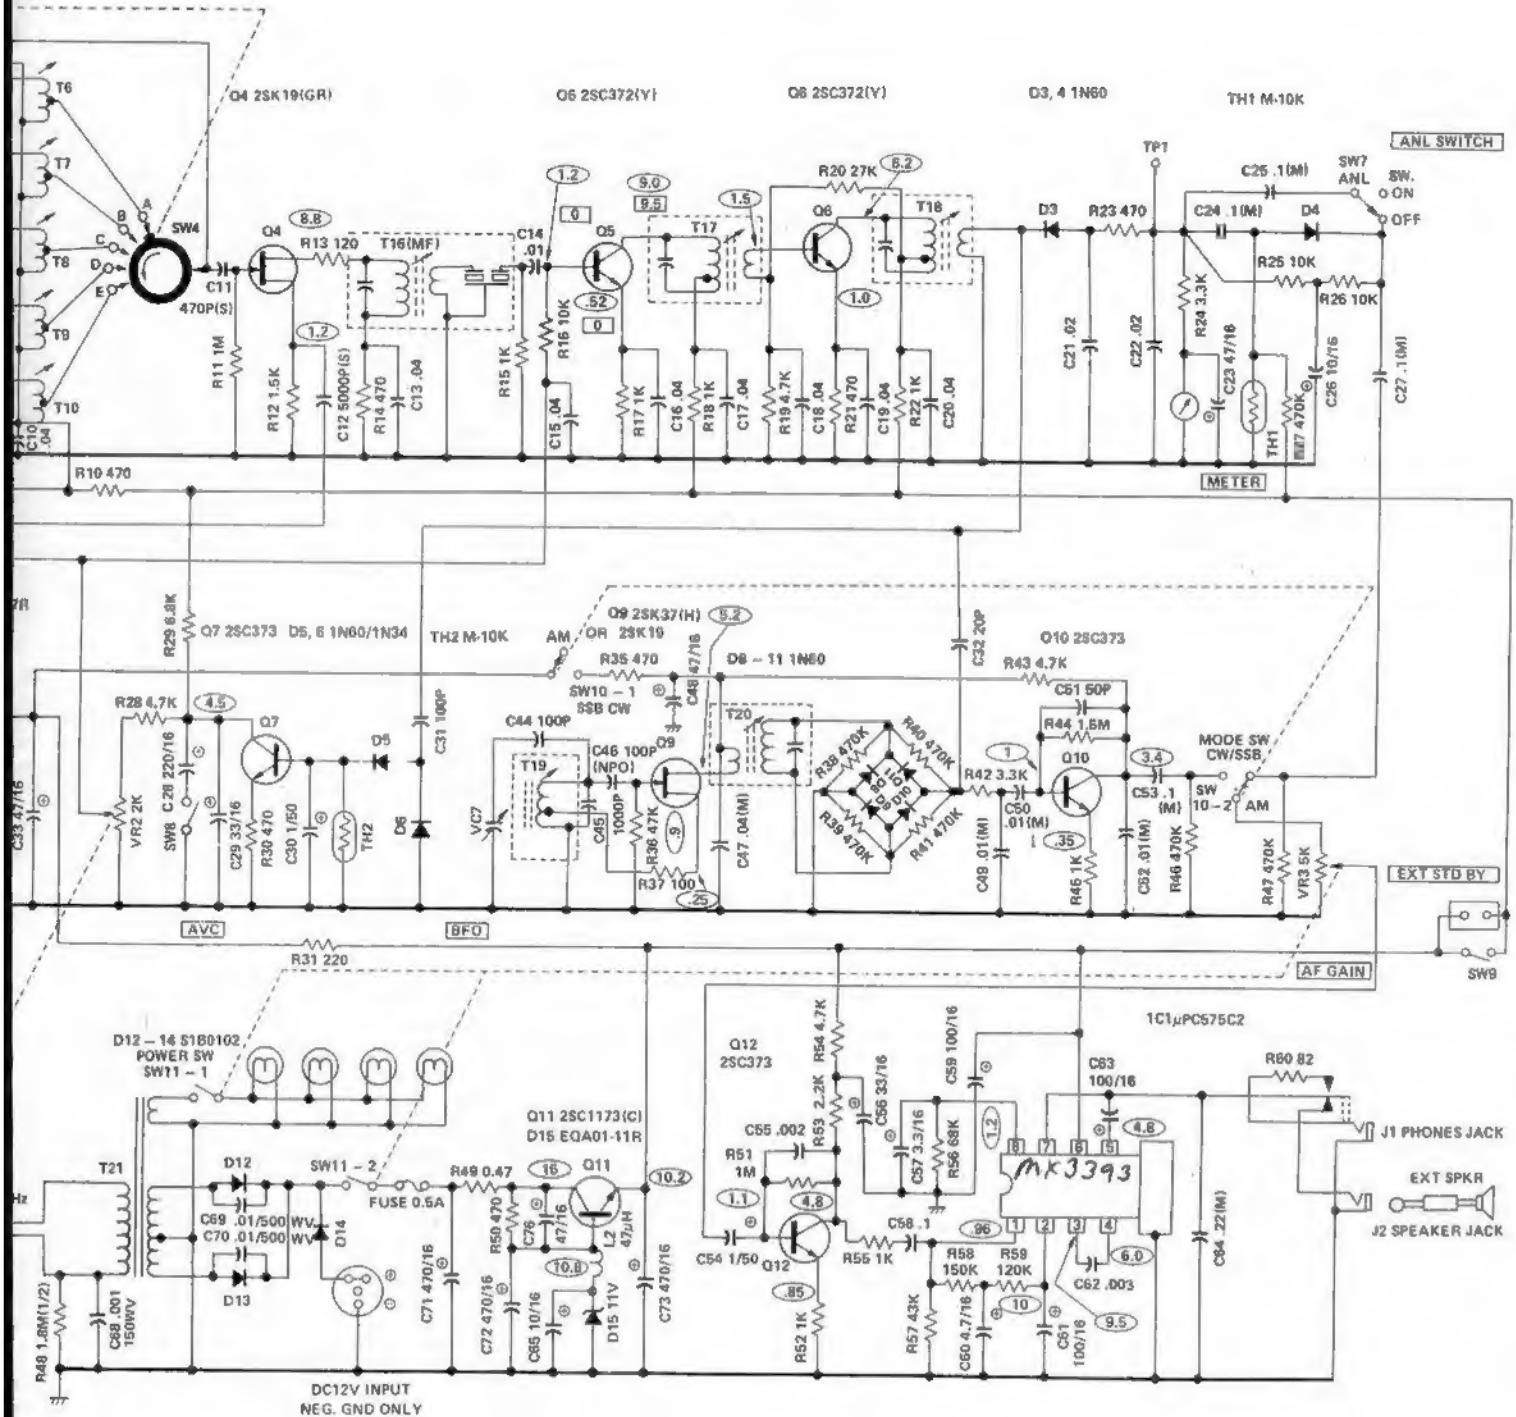 Q4 2SK19(GR)
Q6 2SC372(Y)
Q6 2SC372(Y)
D3, 4 1N60
TH1 M-10K
ANL SWITCH
TP1
C25 .1(M)
SW7
ANL
SW.
ON
OFF
T6
T7
T8
T9
T10
A
B
C
D
E
SW4
C11
470P(S)
Q4
8.8
R13 120
T16(MF)
C14
.01
1.2
0
Q5
9.0
9.5
T17
1.5
R20 27K
Q6
6.2
T18
D3
R23 470
C24 .1(M)
D4
R25 10K
R26 10K
R11 1M
1.2
R12 1.5K
C12 5000P(S)
R14 470
C13 .04
R15 1K
R16 10K
C15 .04
.52
0
R17 1K
C16 .04
R18 1K
C17 .04
R19 4.7K
C18 .04
1.0
R21 470
C19 .04
R22 1K
C20 .04
C21 .02
C22 .02
R24 3.3K
C23 47/16
TH1
470K
C26 10/16
C27 .1(M)
C10
.04
R10 470
METER
7R
R29 6.8K
Q7 2SC373
D5, 6 1N60/1N34
TH2 M-10K
AM
Q9 2SK37(H)
OR 2SK19
5.2
R35 470
SW10 – 1
SSB CW
C48 47/16
D8 – 11 1N60
C32 20P
Q10 2SC373
R43 4.7K
C51 50P
R44 1.5M
R28 4.7K
4.5
Q7
D5
C31 100P
C44 100P
C46 100P
(NPO)
Q9
T19
T20
R38 470K
R40 470K
D11
D8
D9
D10
R39 470K
R41 470K
R42 3.3K
1
Q10
3.4
C50
.01(M)
C53 .1
(M)
MODE SW
CW/SSB
SW
10–2
AM
C33 47/16
VR2 2K
SW8
C28 220/16
C29 33/16
R30 470
C30 1/50
TH2
D6
VC7
C45
1000P
R36 47K
.9
R37 100
.25
C47 .04(M)
C49 .01(M)
.35
R45 1K
C52 .01(M)
R46 470K
R47 470K
VR3 5K
EXT STD BY
AVC
BFO
R31 220
SW9
AF GAIN
D12 – 14 S1B0102
POWER SW
SW11 – 1
Q12
2SC373
R54 4.7K
C59 100/16
1C1µPC575C2
Q11 2SC1173(C)
D15 EQA01-11R
C55 .002
R53 2.2K
C56 33/16
C57 3.3/16
R56 68K
1.2
C63
100/16
4.8
R60 82
J1 PHONES JACK
T21
D12
SW11 – 2
FUSE 0.5A
R49 0.47
16
Q11
10.2
R51
1M
1.1
4.8
8
7
6
5
MK3393
1
2
3
4
EXT SPKR
J2 SPEAKER JACK
Hz
C69 .01/500 WV
C70 .01/500 WV
D14
R50 470
C76
47/16
L2
47µH
10.8
C54 1/50
Q12
R55 1K
C58 .1
.96
R58
150K
R59
120K
6.0
C62 .003
C64 .22(M)
D13
C71 470/16
C72 470/16
C65 10/16
D15 11V
C73 470/16
.85
R52 1K
R57 43K
C60 4.7/16
10
C61
100/16
9.5
R48 1.8M(1/2)
C68 .001
150WV
DC12V INPUT
NEG. GND ONLY